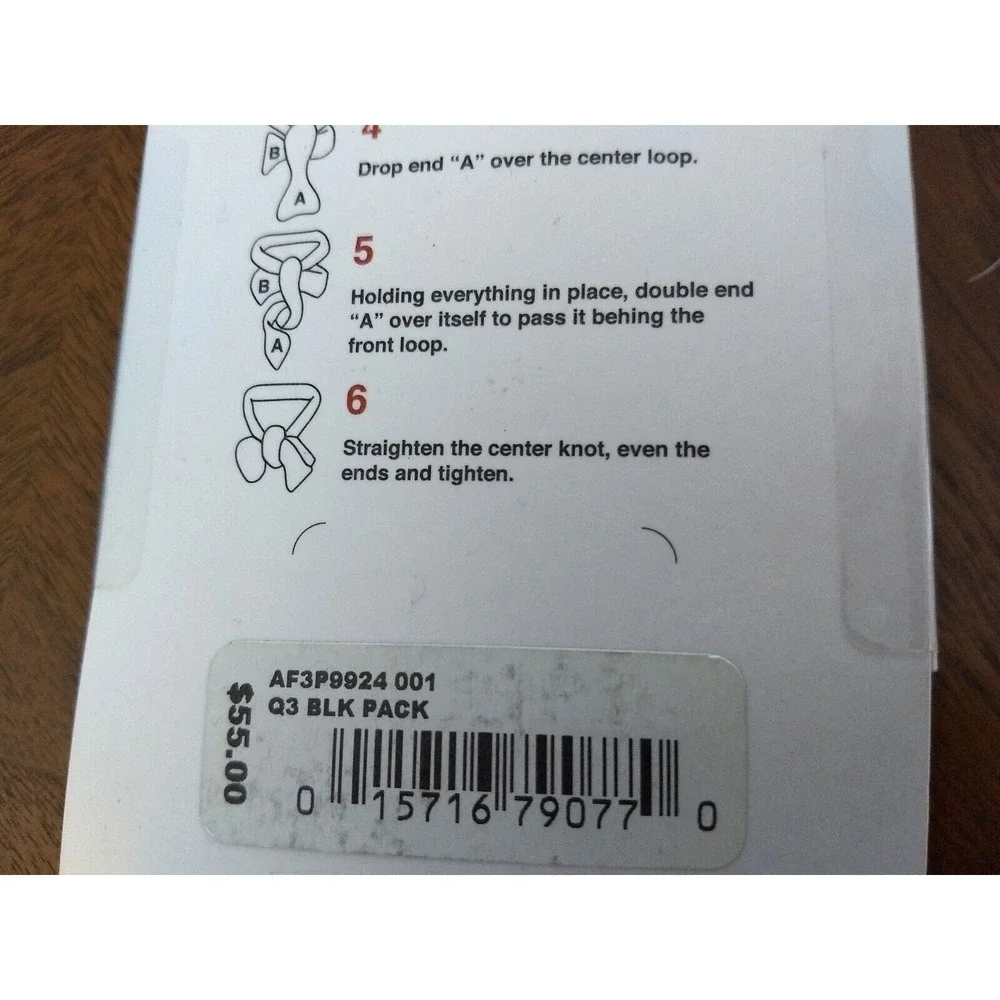 4
Drop end “A” over the center loop.
B
A
5
Holding everything in place, double end
“A” over itself to pass it behing the
front loop.
B
A
6
Straighten the center knot, even the
ends and tighten.
AF3P9924 001
Q3 BLK PACK
$55.00
0 15716 79077 0